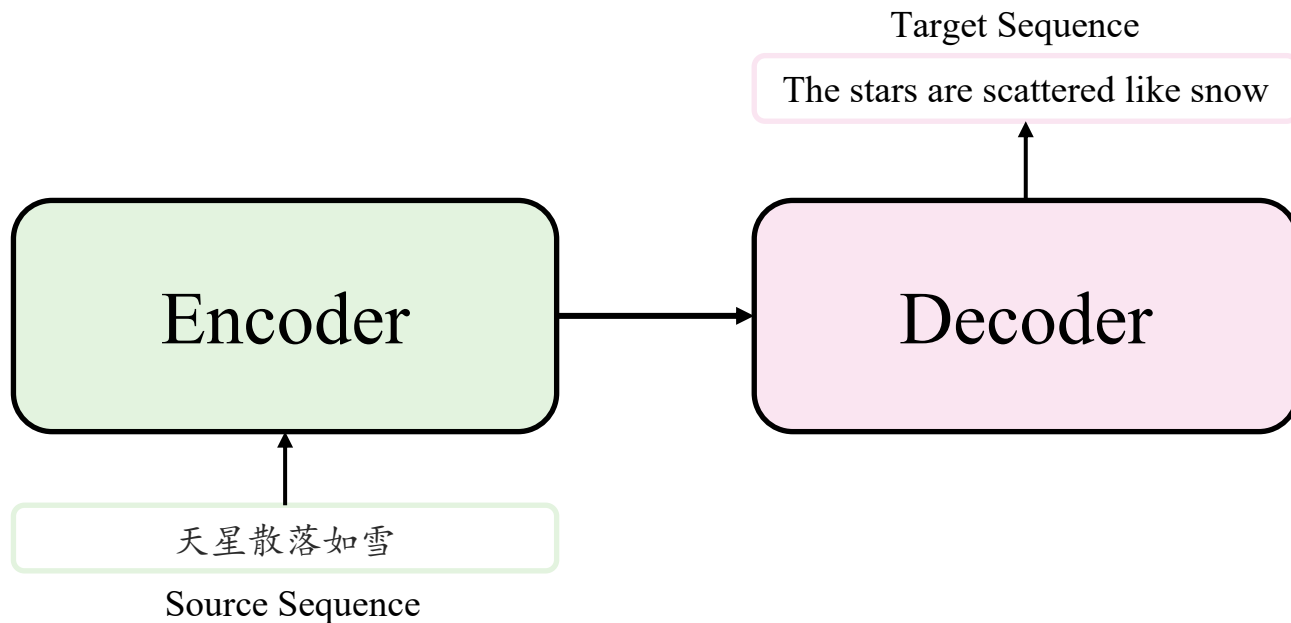 Target Sequence
The stars are scattered like snow
Encoder
Decoder
天星散落如雪
Source Sequence